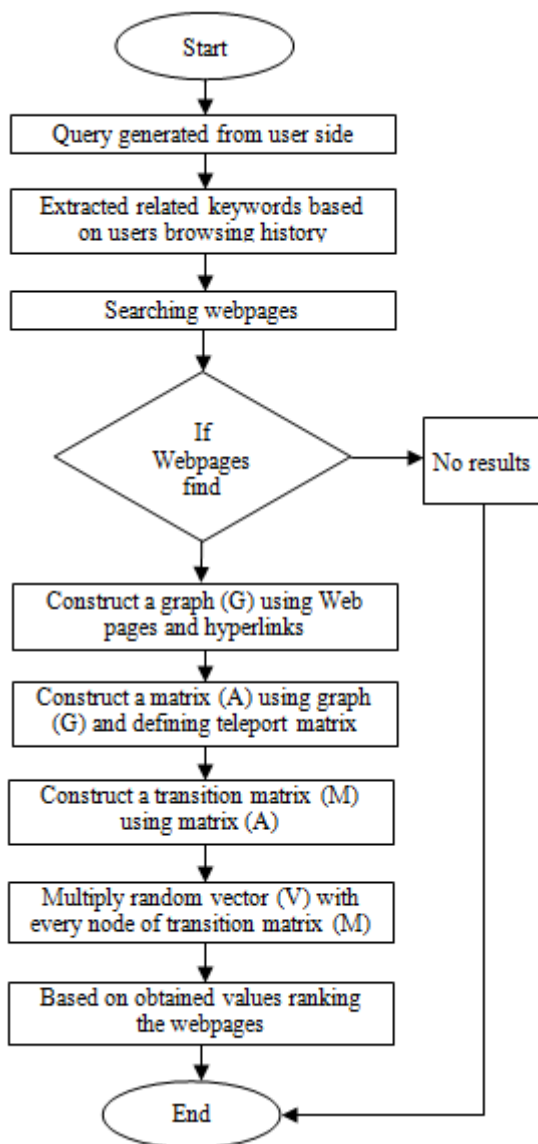 Start
Query generated from user side
Extracted related keywords based
on users browsing history
Searching webpages
If
Webpages
find
No results
Construct a graph (G) using Web
pages and hyperlinks
Construct a matrix (A) using graph
(G) and defining teleport matrix
Construct a transition matrix (M)
using matrix (A)
Multiply random vector (V) with
every node of transition matrix (M)
Based on obtained values ranking
the webpages
End